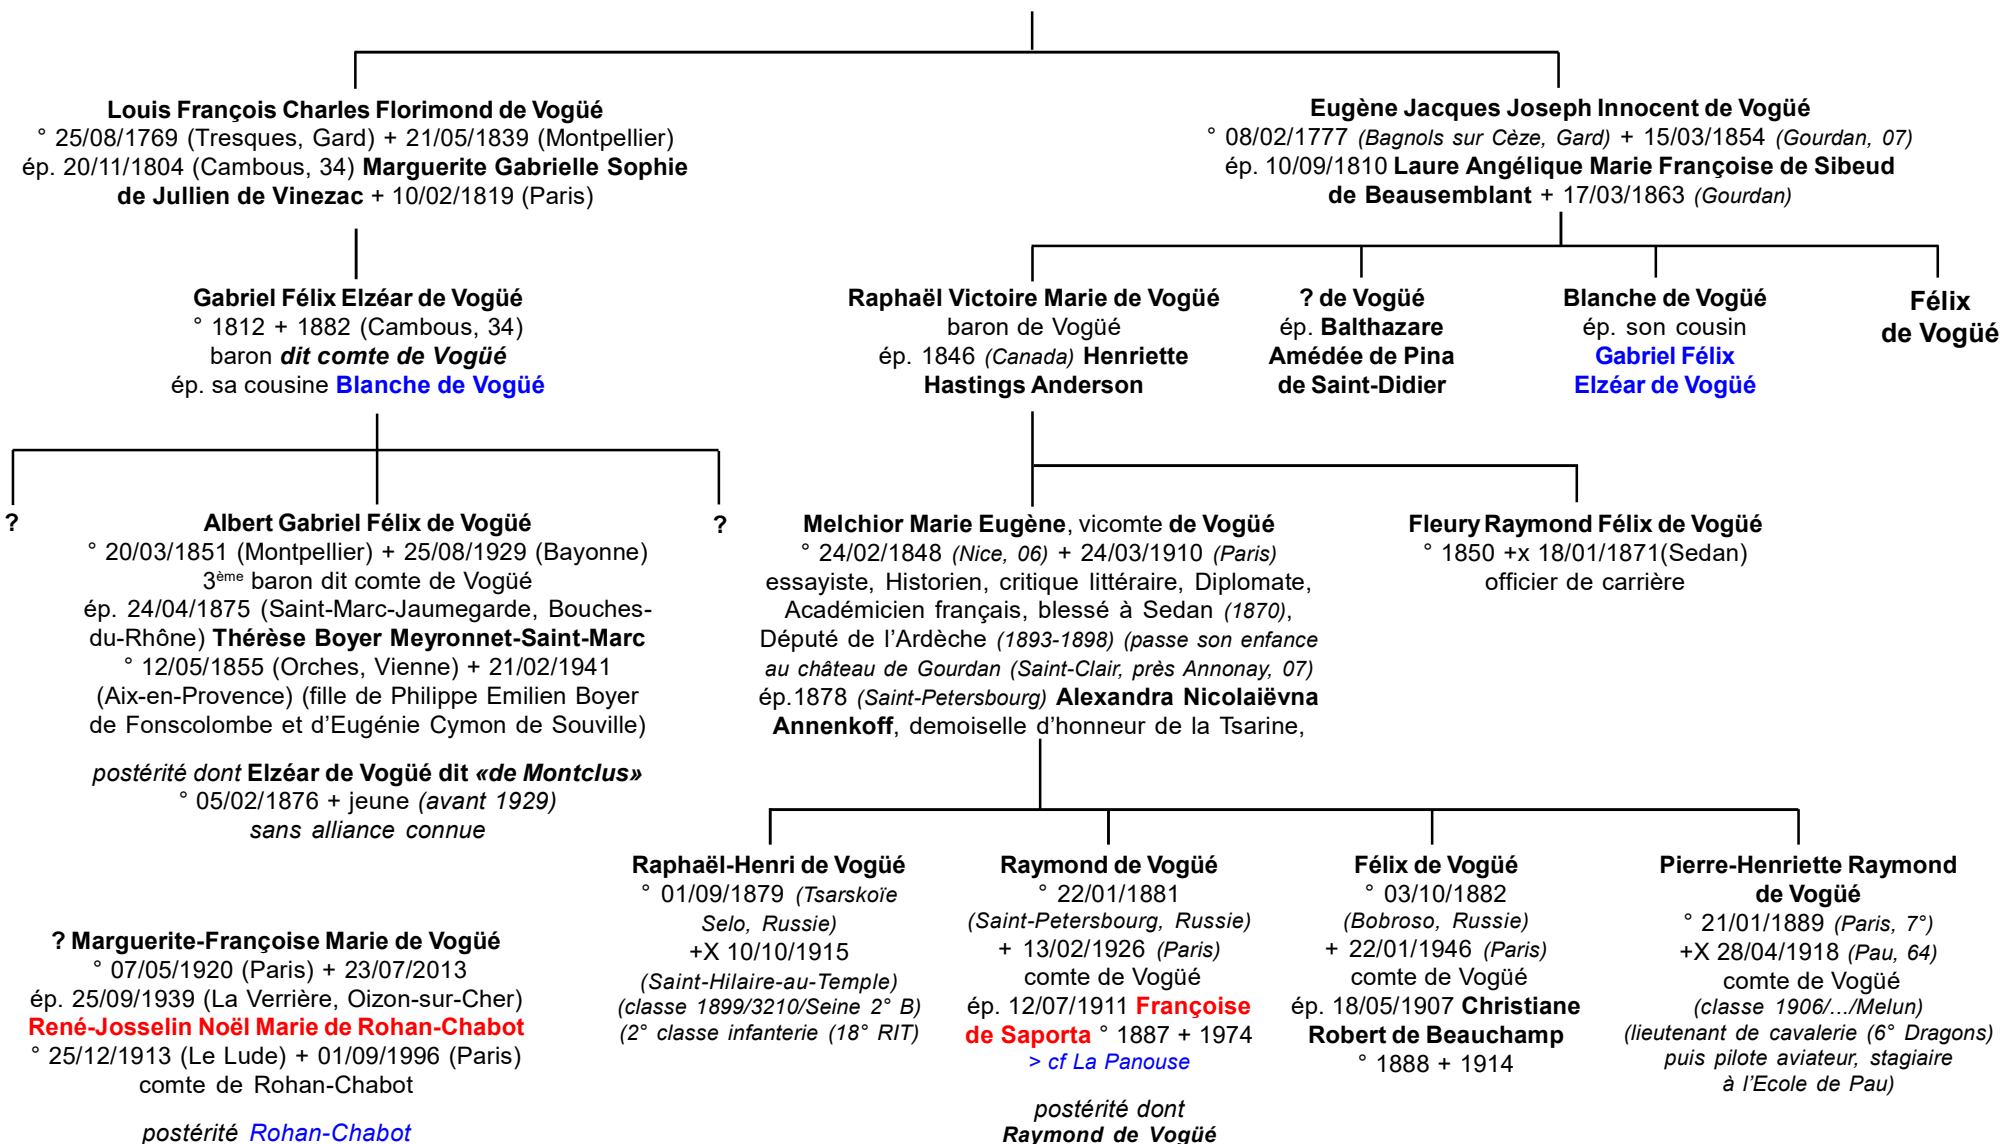 Louis François Charles Florimond de Vogüé
° 25/08/1769 (Tresques, Gard) + 21/05/1839 (Montpellier)
ép. 20/11/1804 (Cambous, 34) Marguerite Gabrielle Sophie
de Jullien de Vinezac + 10/02/1819 (Paris)
Eugène Jacques Joseph Innocent de Vogüé
° 08/02/1777 (Bagnols sur Cèze, Gard) + 15/03/1854 (Gourdan, 07)
ép. 10/09/1810 Laure Angélique Marie Françoise de Sibeud
de Beausemblant + 17/03/1863 (Gourdan)
Gabriel Félix Elzéar de Vogüé
° 1812 + 1882 (Cambous, 34)
baron dit comte de Vogüé
ép. sa cousine Blanche de Vogüé
Raphaël Victoire Marie de Vogüé
baron de Vogüé
ép. 1846 (Canada) Henriette
Hastings Anderson
? de Vogüé
ép. Balthazare
Amédée de Pina
de Saint-Didier
Blanche de Vogüé
ép. son cousin
Gabriel Félix
Elzéar de Vogüé
Félix
de Vogüé
?
Albert Gabriel Félix de Vogüé
° 20/03/1851 (Montpellier) + 25/08/1929 (Bayonne)
3ème baron dit comte de Vogüé
ép. 24/04/1875 (Saint-Marc-Jaumegarde, Bouches-
du-Rhône) Thérèse Boyer Meyronnet-Saint-Marc
° 12/05/1855 (Orches, Vienne) + 21/02/1941
(Aix-en-Provence) (fille de Philippe Emilien Boyer
de Fonscolombe et d'Eugénie Cymon de Souville)
postérité dont Elzéar de Vogüé dit «de Montclus»
° 05/02/1876 + jeune (avant 1929)
sans alliance connue
?
Melchior Marie Eugène, vicomte de Vogüé
° 24/02/1848 (Nice, 06) + 24/03/1910 (Paris)
essayiste, Historien, critique littéraire, Diplomate,
Académicien français, blessé à Sedan (1870),
Député de l'Ardèche (1893-1898) (passe son enfance
au château de Gourdan (Saint-Clair, près Annonay, 07)
ép.1878 (Saint-Petersbourg) Alexandra Nicolaiëvna
Annenkoff, demoiselle d'honneur de la Tsarine,
Fleury Raymond Félix de Vogüé
° 1850 +x 18/01/1871(Sedan)
officier de carrière
? Marguerite-Françoise Marie de Vogüé
° 07/05/1920 (Paris) + 23/07/2013
ép. 25/09/1939 (La Verrière, Oizon-sur-Cher)
René-Josselin Noël Marie de Rohan-Chabot
° 25/12/1913 (Le Lude) + 01/09/1996 (Paris)
comte de Rohan-Chabot
postérité Rohan-Chabot
Raphaël-Henri de Vogüé
° 01/09/1879 (Tsarskoïe
Selo, Russie)
+X 10/10/1915
(Saint-Hilaire-au-Temple)
(classe 1899/3210/Seine 2° B)
(2° classe infanterie (18° RIT)
Raymond de Vogüé
° 22/01/1881
(Saint-Petersbourg, Russie)
+ 13/02/1926 (Paris)
comte de Vogüé
ép. 12/07/1911 Françoise
de Saporta ° 1887 + 1974
> cf La Panouse
postérité dont
Raymond de Vogüé
Félix de Vogüé
° 03/10/1882
(Bobroso, Russie)
+ 22/01/1946 (Paris)
comte de Vogüé
ép. 18/05/1907 Christiane
Robert de Beauchamp
° 1888 + 1914
Pierre-Henriette Raymond
de Vogüé
° 21/01/1889 (Paris, 7°)
+X 28/04/1918 (Pau, 64)
comte de Vogüé
(classe 1906/.../Melun)
(lieutenant de cavalerie (6° Dragons)
puis pilote aviateur, stagiaire
à l'Ecole de Pau)